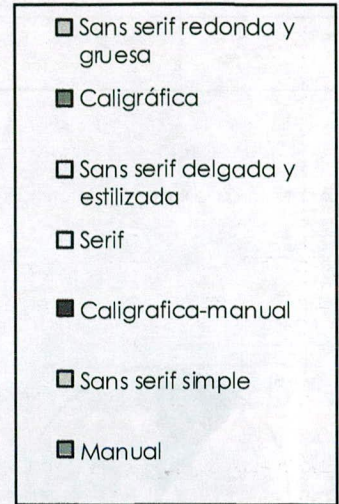 Sans serif redonda y
gruesa
Caligráfica
Sans serif delgada y
estilizada
Serif
Caligrafica-manual
Sans serif simple
Manual